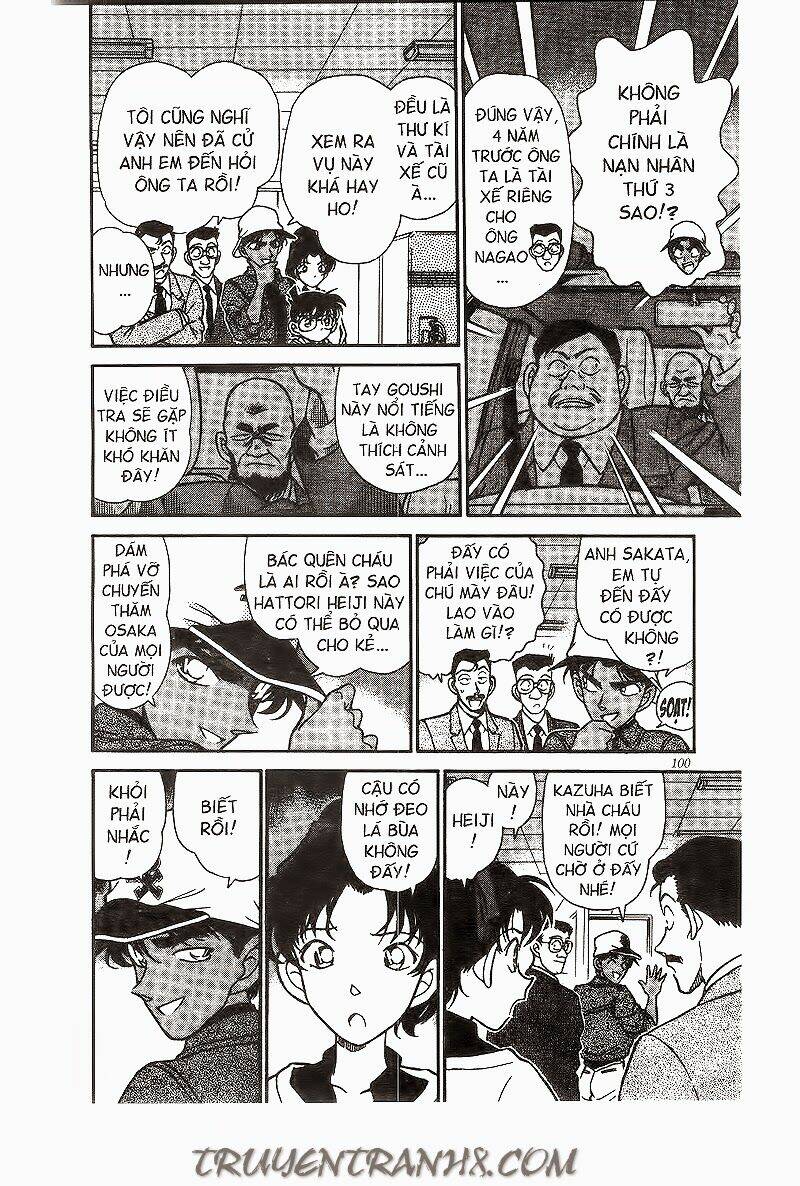 KHÔNG
PHẢI
CHÍNH LÀ
NẠN NHÂN
THỨ 3
SAO!?
ĐÚNG VẬY,
4 NĂM
TRƯỚC ÔNG
TA LÀ TÀI
XẾ RIÊNG
CHO
ÔNG
NAGAO...
ĐỀU LÀ
THƯ KÍ
VÀ TÀI
XẾ CŨ
À...
XEM RA
VỤ NÀY
KHÁ HAY
HO!
TÔI CŨNG NGHĨ
VẬY NÊN ĐÃ CỬ
ANH EM ĐẾN HỎI
ÔNG TA RỒI!
NHƯNG
...
TAY GOUSHI
NÀY NỔI TIẾNG
LÀ KHÔNG
THÍCH CẢNH
SÁT...
VIỆC ĐIỀU
TRA SẼ GẶP
KHÔNG ÍT
KHÓ KHĂN
ĐÂY!
ANH SAKATA,
EM TỰ
ĐẾN ĐẤY
CÓ ĐƯỢC
KHÔNG
?!
SOẠT!
ĐẤY CÓ
PHẢI VIỆC CỦA
CHÚ MÀY ĐÂU!
LAO VÀO
LÀM GÌ!?
BÁC QUÊN CHÁU
LÀ AI RỒI À? SAO
HATTORI HEIJI NÀY
CÓ THỂ BỎ QUA
CHO KẺ...
DÁM
PHÁ VỠ
CHUYẾN
THĂM
OSAKA
CỦA MỌI
NGƯỜI
ĐƯỢC!
100
KAZUHA BIẾT
NHÀ CHÁU
RỒI! MỌI
NGƯỜI CỨ
CHỜ Ở ĐẤY
NHÉ!
NÀY
!
HEIJI!
CẬU CÓ
NHỚ ĐEO
LÁ BÙA
KHÔNG
ĐẤY!
BIẾT
RỒI!
KHỎI
PHẢI
NHẮC
!
TRUYENTRANH8.COM